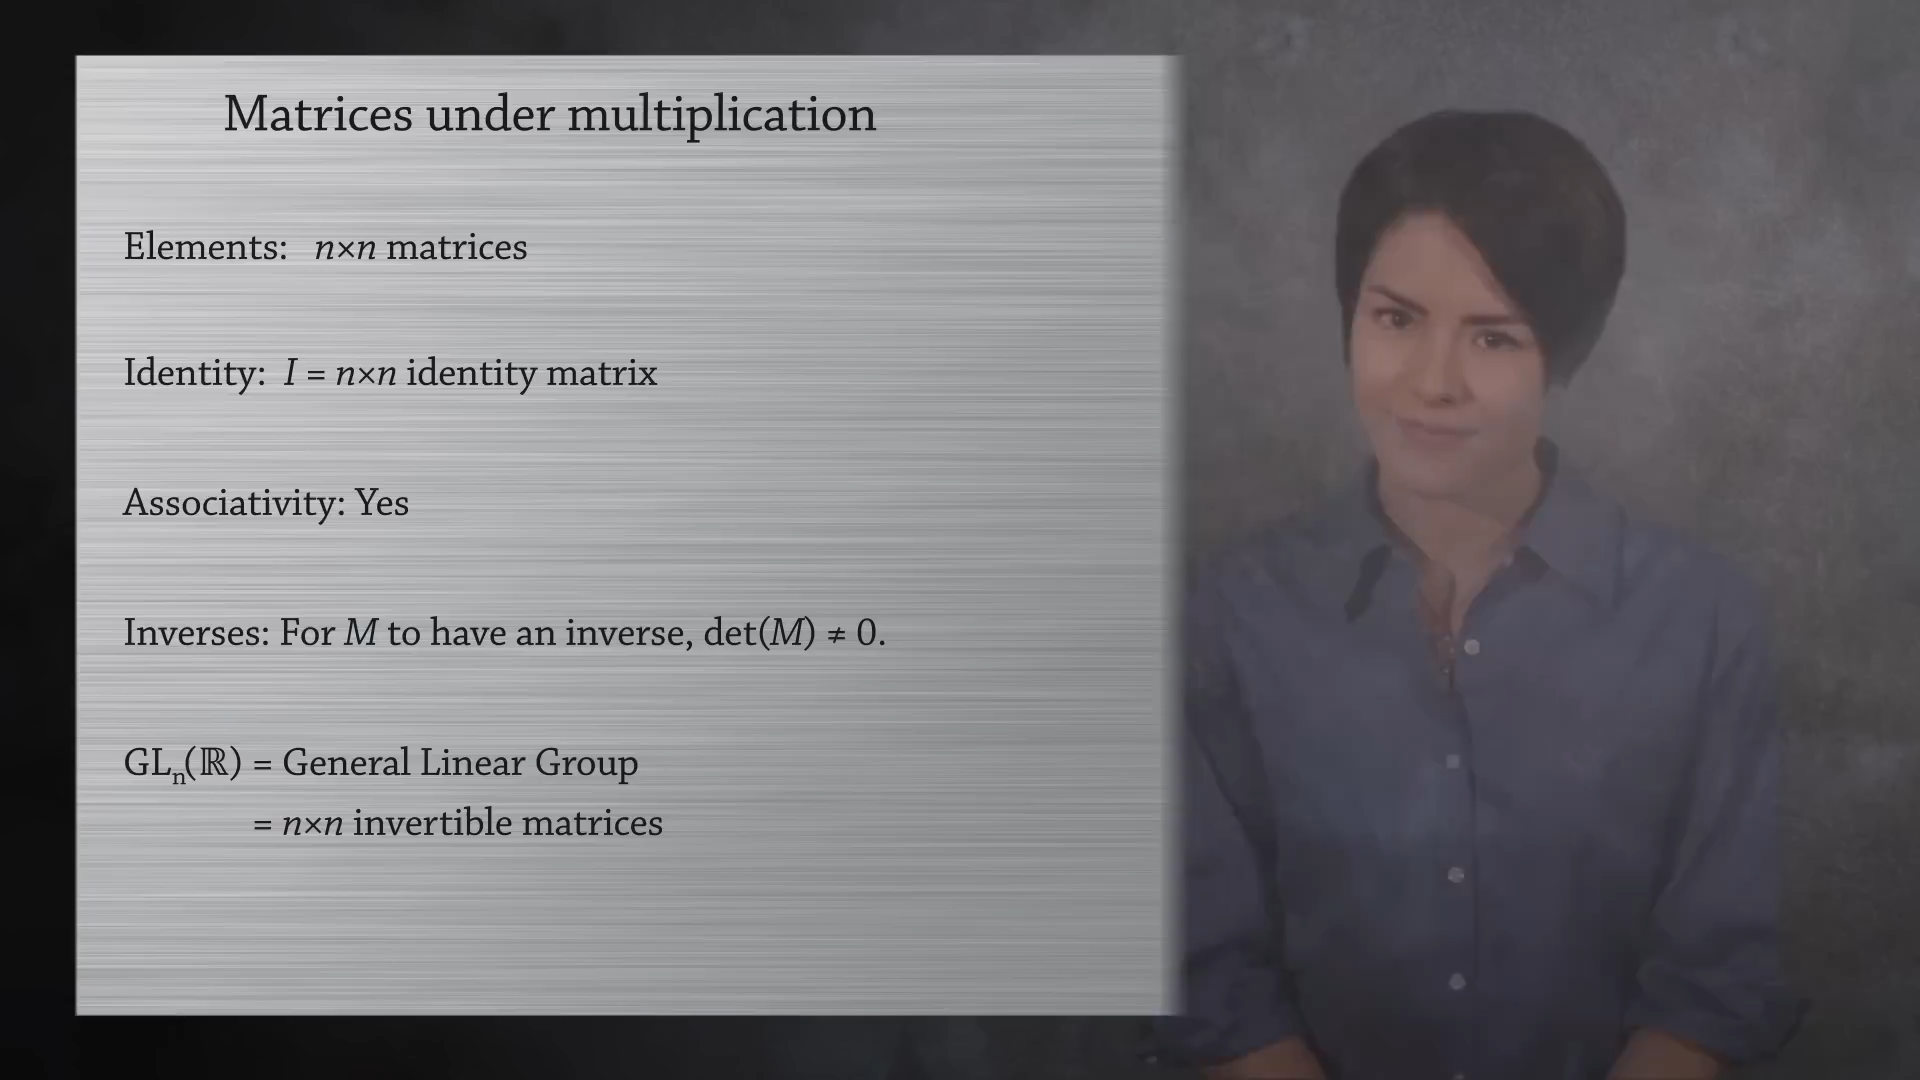 Matrices under multiplication
Elements: n×n matrices
Identity: I = n×n identity matrix
Associativity: Yes
Inverses: For M to have an inverse, det(M) ≠ 0.
GLₙ(ℝ) = General Linear Group
= n×n invertible matrices